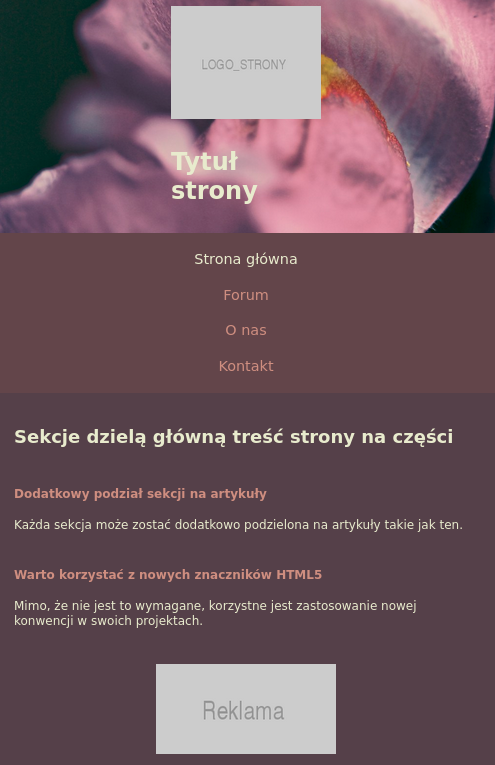 LOGO_STRONY
Tytuł
strony
Strona główna
Forum
O nas
Kontakt
Sekcje dzielą główną treść strony na części
Dodatkowy podział sekcji na artykuły
Każda sekcja może zostać dodatkowo podzielona na artykuły takie jak ten.
Warto korzystać z nowych znaczników HTML5
Mimo, że nie jest to wymagane, korzystne jest zastosowanie nowej
konwencji w swoich projektach.
Reklama